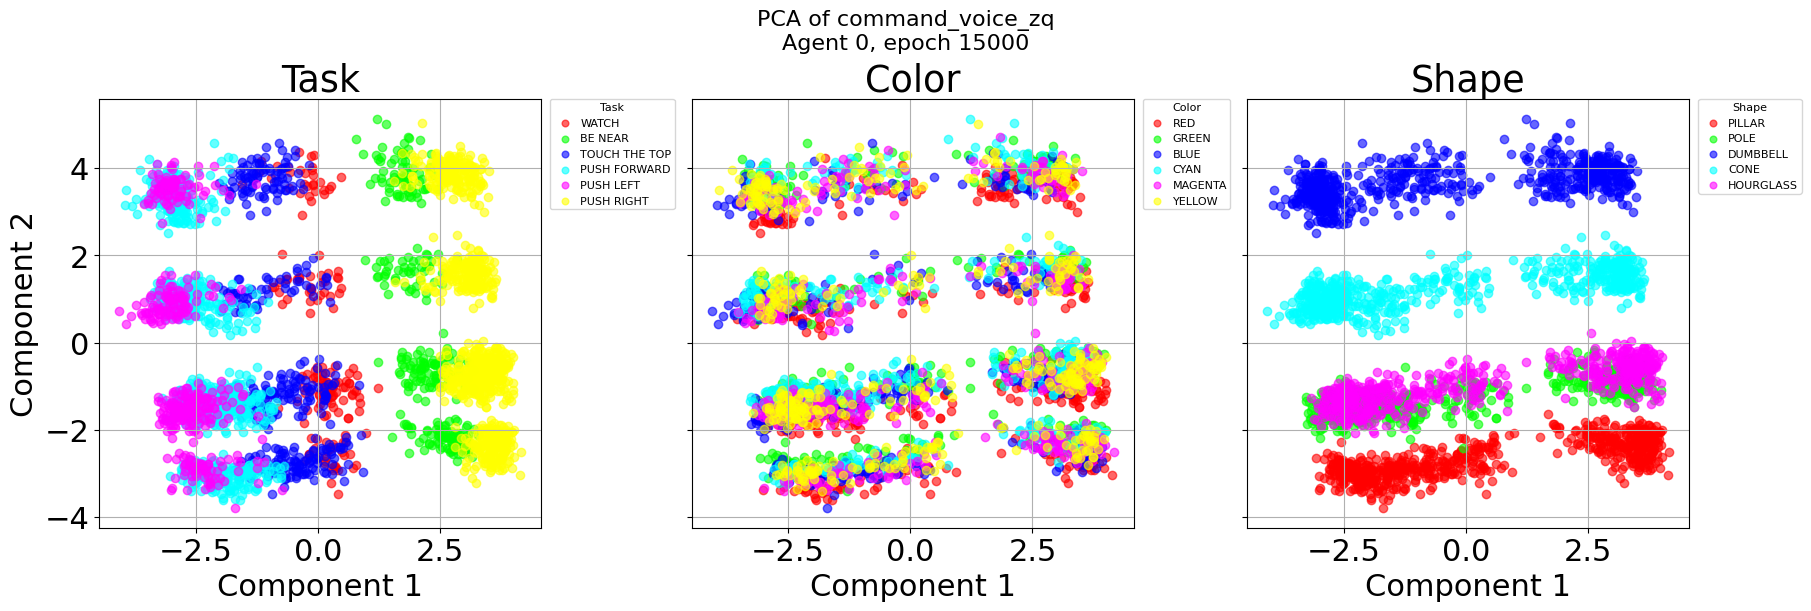 PCA of command_voice_zq
Agent 0, epoch 15000
Task
Color
Shape
Task
WATCH
BE NEAR
TOUCH THE TOP
PUSH FORWARD
PUSH LEFT
PUSH RIGHT
Color
RED
GREEN
BLUE
CYAN
MAGENTA
YELLOW
Shape
PILLAR
POLE
DUMBBELL
CONE
HOURGLASS
Component 2
4
2
0
−2
−4
−2.5 0.0 2.5
−2.5 0.0 2.5
−2.5 0.0 2.5
Component 1
Component 1
Component 1